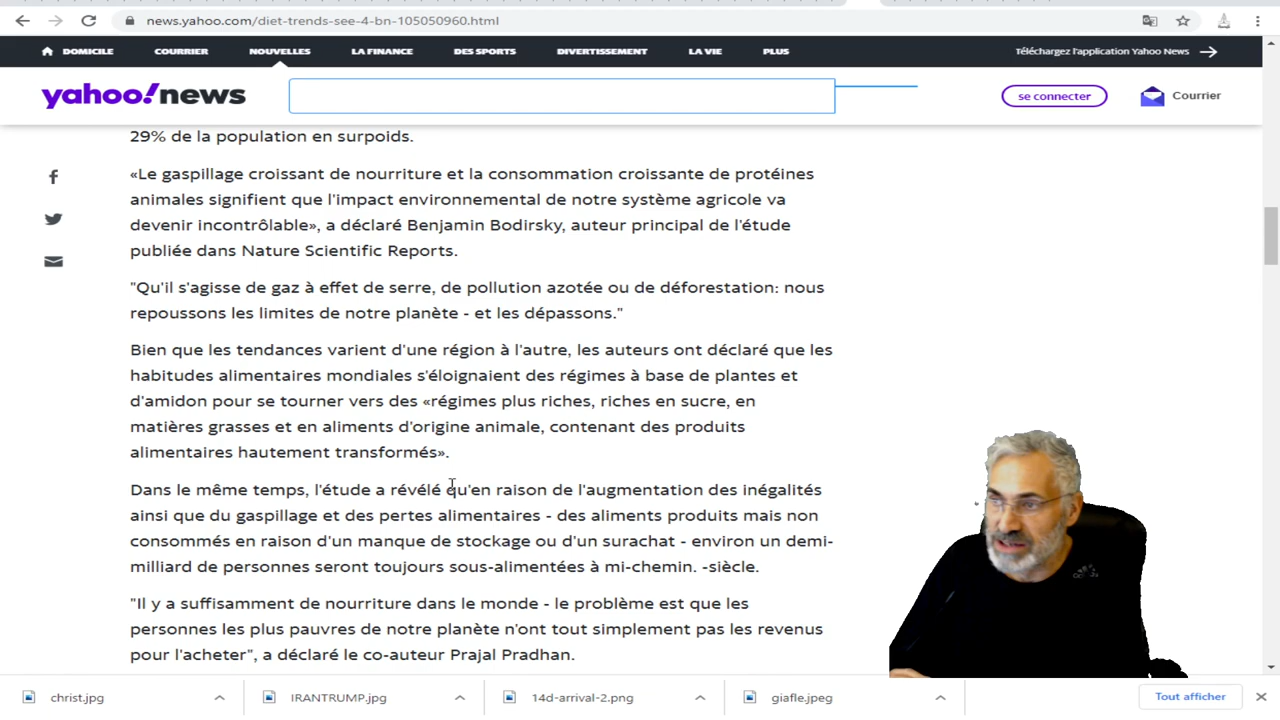 news.yahoo.com/diet-trends-see-4-bn-105050960.html
DOMICILE COURRIER NOUVELLES LA FINANCE DES SPORTS DIVERTISSEMENT LA VIE PLUS Téléchargez l'application Yahoo News
yahoo!news se connecter Courrier
29% de la population en surpoids.
«Le gaspillage croissant de nourriture et la consommation croissante de protéines
animales signifient que l'impact environnemental de notre système agricole va
devenir incontrôlable», a déclaré Benjamin Bodirsky, auteur principal de l'étude
publiée dans Nature Scientific Reports.
"Qu'il s'agisse de gaz à effet de serre, de pollution azotée ou de déforestation: nous
repoussons les limites de notre planète - et les dépassons."
Bien que les tendances varient d'une région à l'autre, les auteurs ont déclaré que les
habitudes alimentaires mondiales s'éloignaient des régimes à base de plantes et
d'amidon pour se tourner vers des «régimes plus riches, riches en sucre, en
matières grasses et en aliments d'origine animale, contenant des produits
alimentaires hautement transformés».
Dans le même temps, l'étude a révélé qu'en raison de l'augmentation des inégalités
ainsi que du gaspillage et des pertes alimentaires - des aliments produits mais non
consommés en raison d'un manque de stockage ou d'un surachat - environ un demi-
milliard de personnes seront toujours sous-alimentées à mi-chemin. -siècle.
"Il y a suffisamment de nourriture dans le monde - le problème est que les
personnes les plus pauvres de notre planète n'ont tout simplement pas les revenus
pour l'acheter", a déclaré le co-auteur Prajal Pradhan.
christ.jpg IRANTRUMP.jpg 14d-arrival-2.png giafle.jpeg Tout afficher